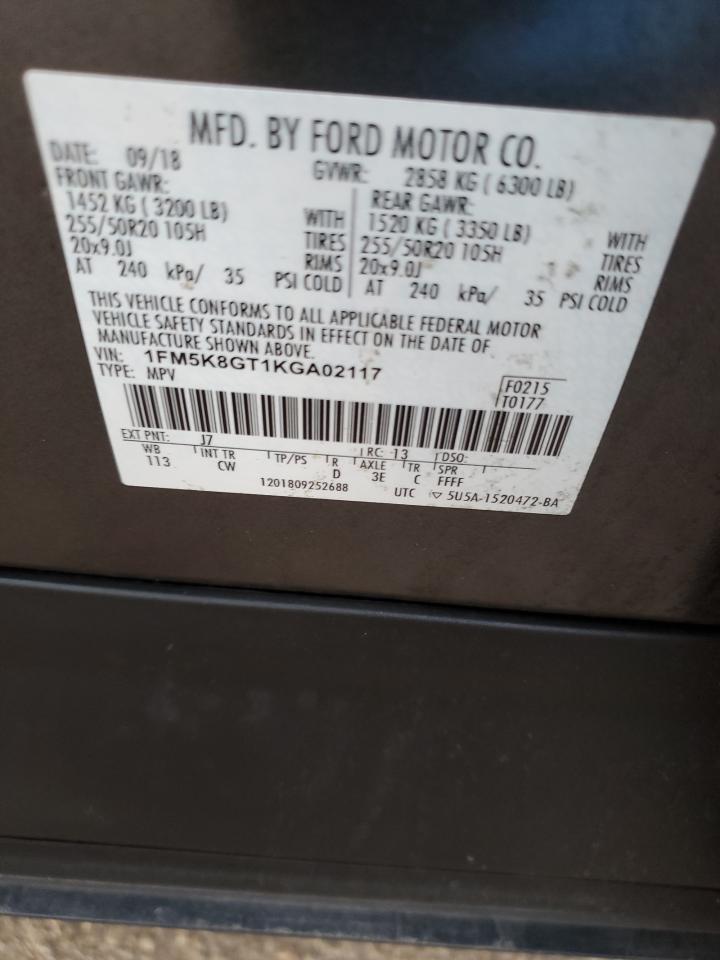 MFD. BY FORD MOTOR CO.
DATE: 09/18 GVWR: 2858 KG ( 6300 LB)
FRONT GAWR: REAR GAWR:
1452 KG ( 3200 LB) WITH 1520 KG ( 3350 LB) WITH
255/50R20 105H TIRES 255/50R20 105H TIRES
20x9.0J RIMS 20x9.0J RIMS
AT 240 kPa/ 35 PSI COLD AT 240 kPa/ 35 PSI COLD
THIS VEHICLE CONFORMS TO ALL APPLICABLE FEDERAL MOTOR
VEHICLE SAFETY STANDARDS IN EFFECT ON THE DATE OF
MANUFACTURE SHOWN ABOVE.
VIN: 1FM5K8GT1KGA02117
TYPE: MPV
F0215
T0177
EXT PNT: J7 RC: 13 DSO:
WB INT TR TP/PS R AXLE TR SPR
113 CW D 3E C FFFF
1201809252688 UTC ▽ 5U5A-1520472-BA